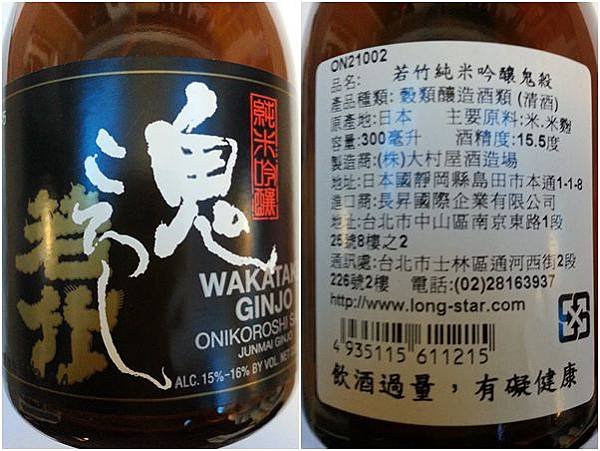 純米吟醸
鬼
ころし
若竹
WAKATAK
GINJO
ONIKOROSHI S
JUNMAI GINJO
ALC. 15%-16% BY VOL. NET
ON21002
品名: 若竹純米吟釀鬼殺
產品種類: 穀類釀造酒類 (清酒)
原產地:日本 主要原料:米.米麴
容量:300毫升 酒精度:15.5度
製造商:(株)大村屋酒造場
地址:日本國靜岡縣島田市本通1-1-8
進口商:長昇國際企業有限公司
地址:台北市中山區南京東路1段
25號8樓之2
通訊處:台北市士林區通河西街2段
226號2樓 電話:(02)28163937
http://www.long-star.com
4 935115 611215
飲酒過量，有礙健康